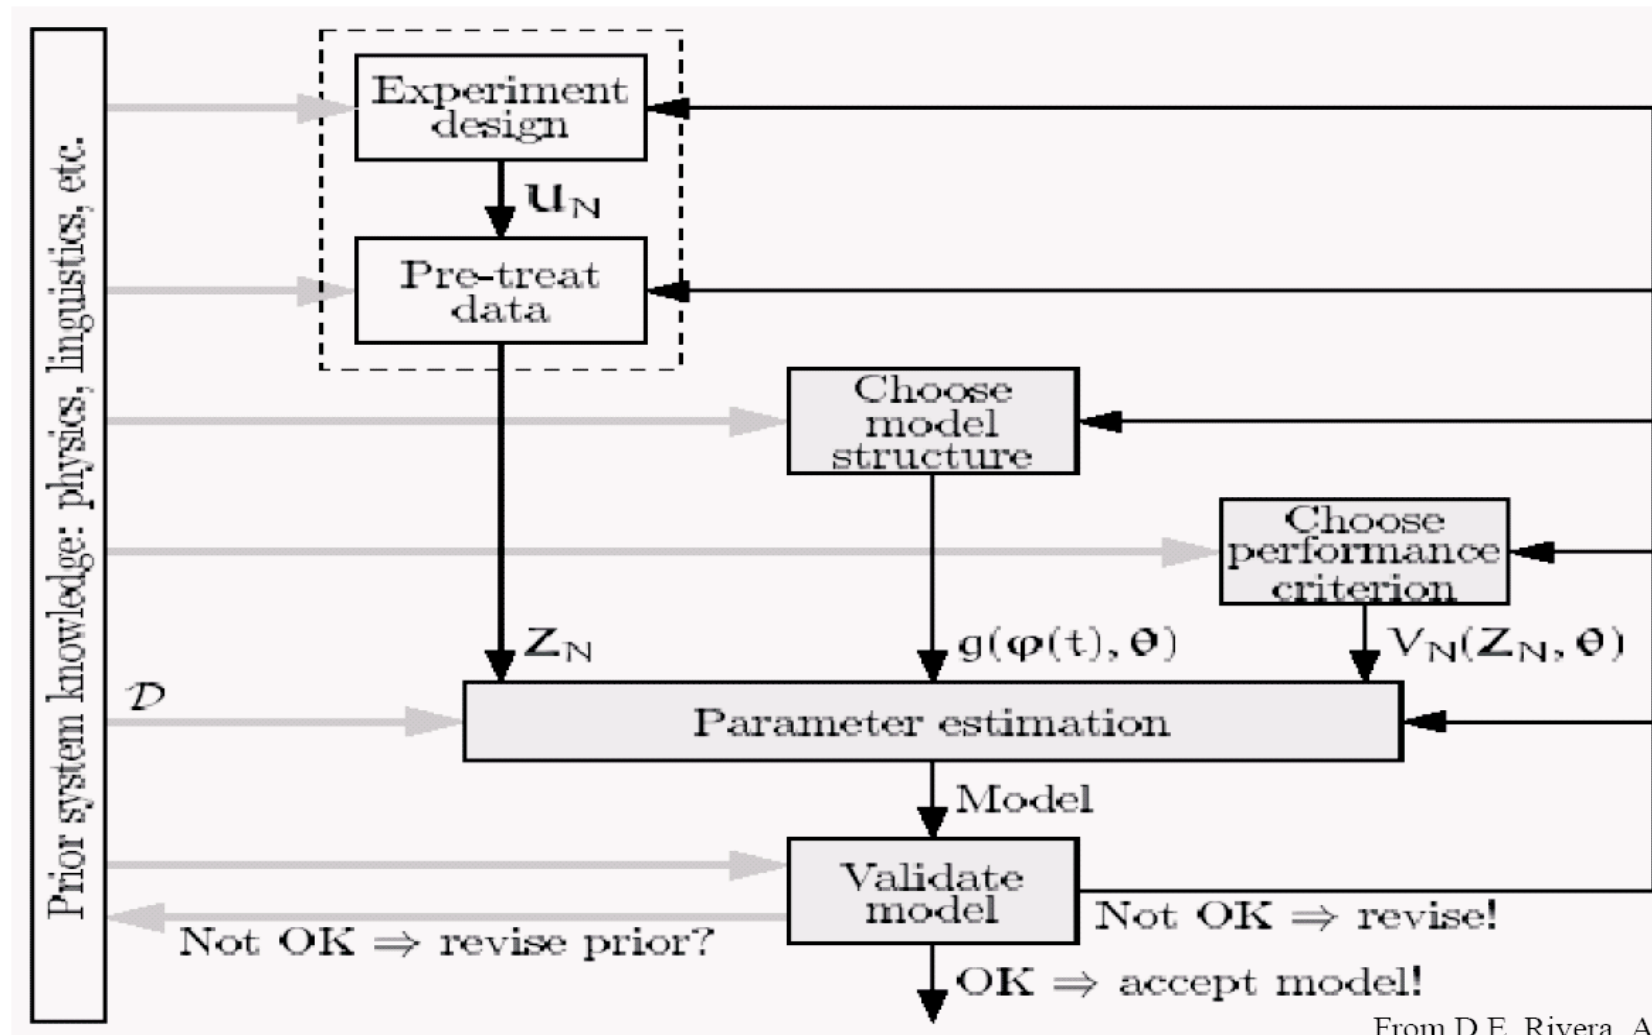 Prior system knowledge: physics, linguistics, etc.
Experiment
design
u_N
Pre-treat
data
Choose
model
structure
Choose
performance
criterion
Z_N
g(φ(t), θ)
V_N(Z_N, θ)
𝒟
Parameter estimation
Model
Validate
model
Not OK ⇒ revise!
Not OK ⇒ revise prior?
OK ⇒ accept model!
From D.E. Rivera, A